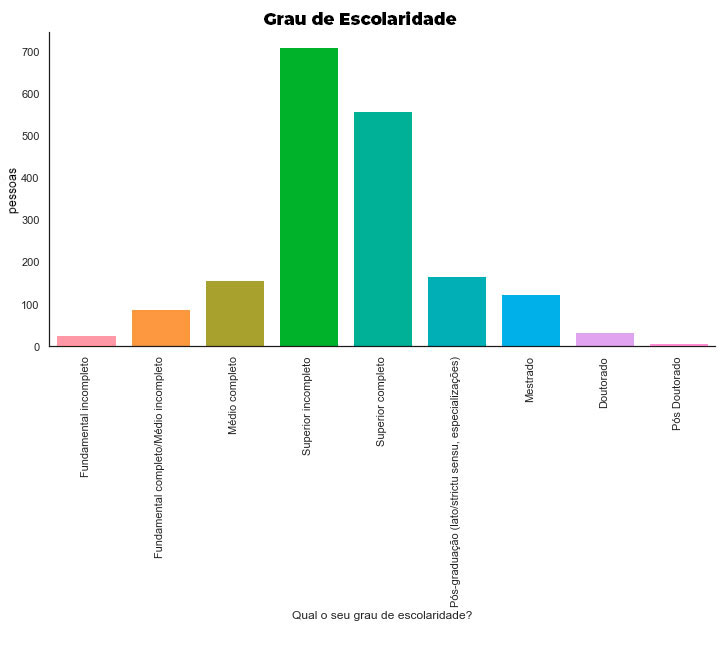 Grau de Escolaridade
pessoas
700
600
500
400
300
200
100
0
Fundamental incompleto
Fundamental completo/Médio incompleto
Médio completo
Superior incompleto
Superior completo
Pós-graduação (lato/strictu sensu, especializações)
Mestrado
Doutorado
Pós Doutorado
Qual o seu grau de escolaridade?